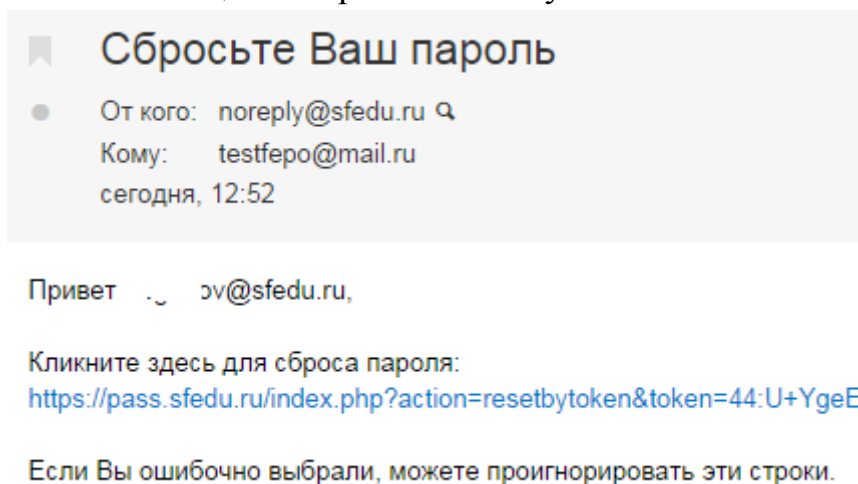 Сбросьте Ваш пароль
От кого: noreply@sfedu.ru
Кому: testfepo@mail.ru
сегодня, 12:52
Привет @sfedu.ru,
Кликните здесь для сброса пароля:
https://pass.sfedu.ru/index.php?action=resetbytoken&token=44:U+YgeE
Если Вы ошибочно выбрали, можете проигнорировать эти строки.